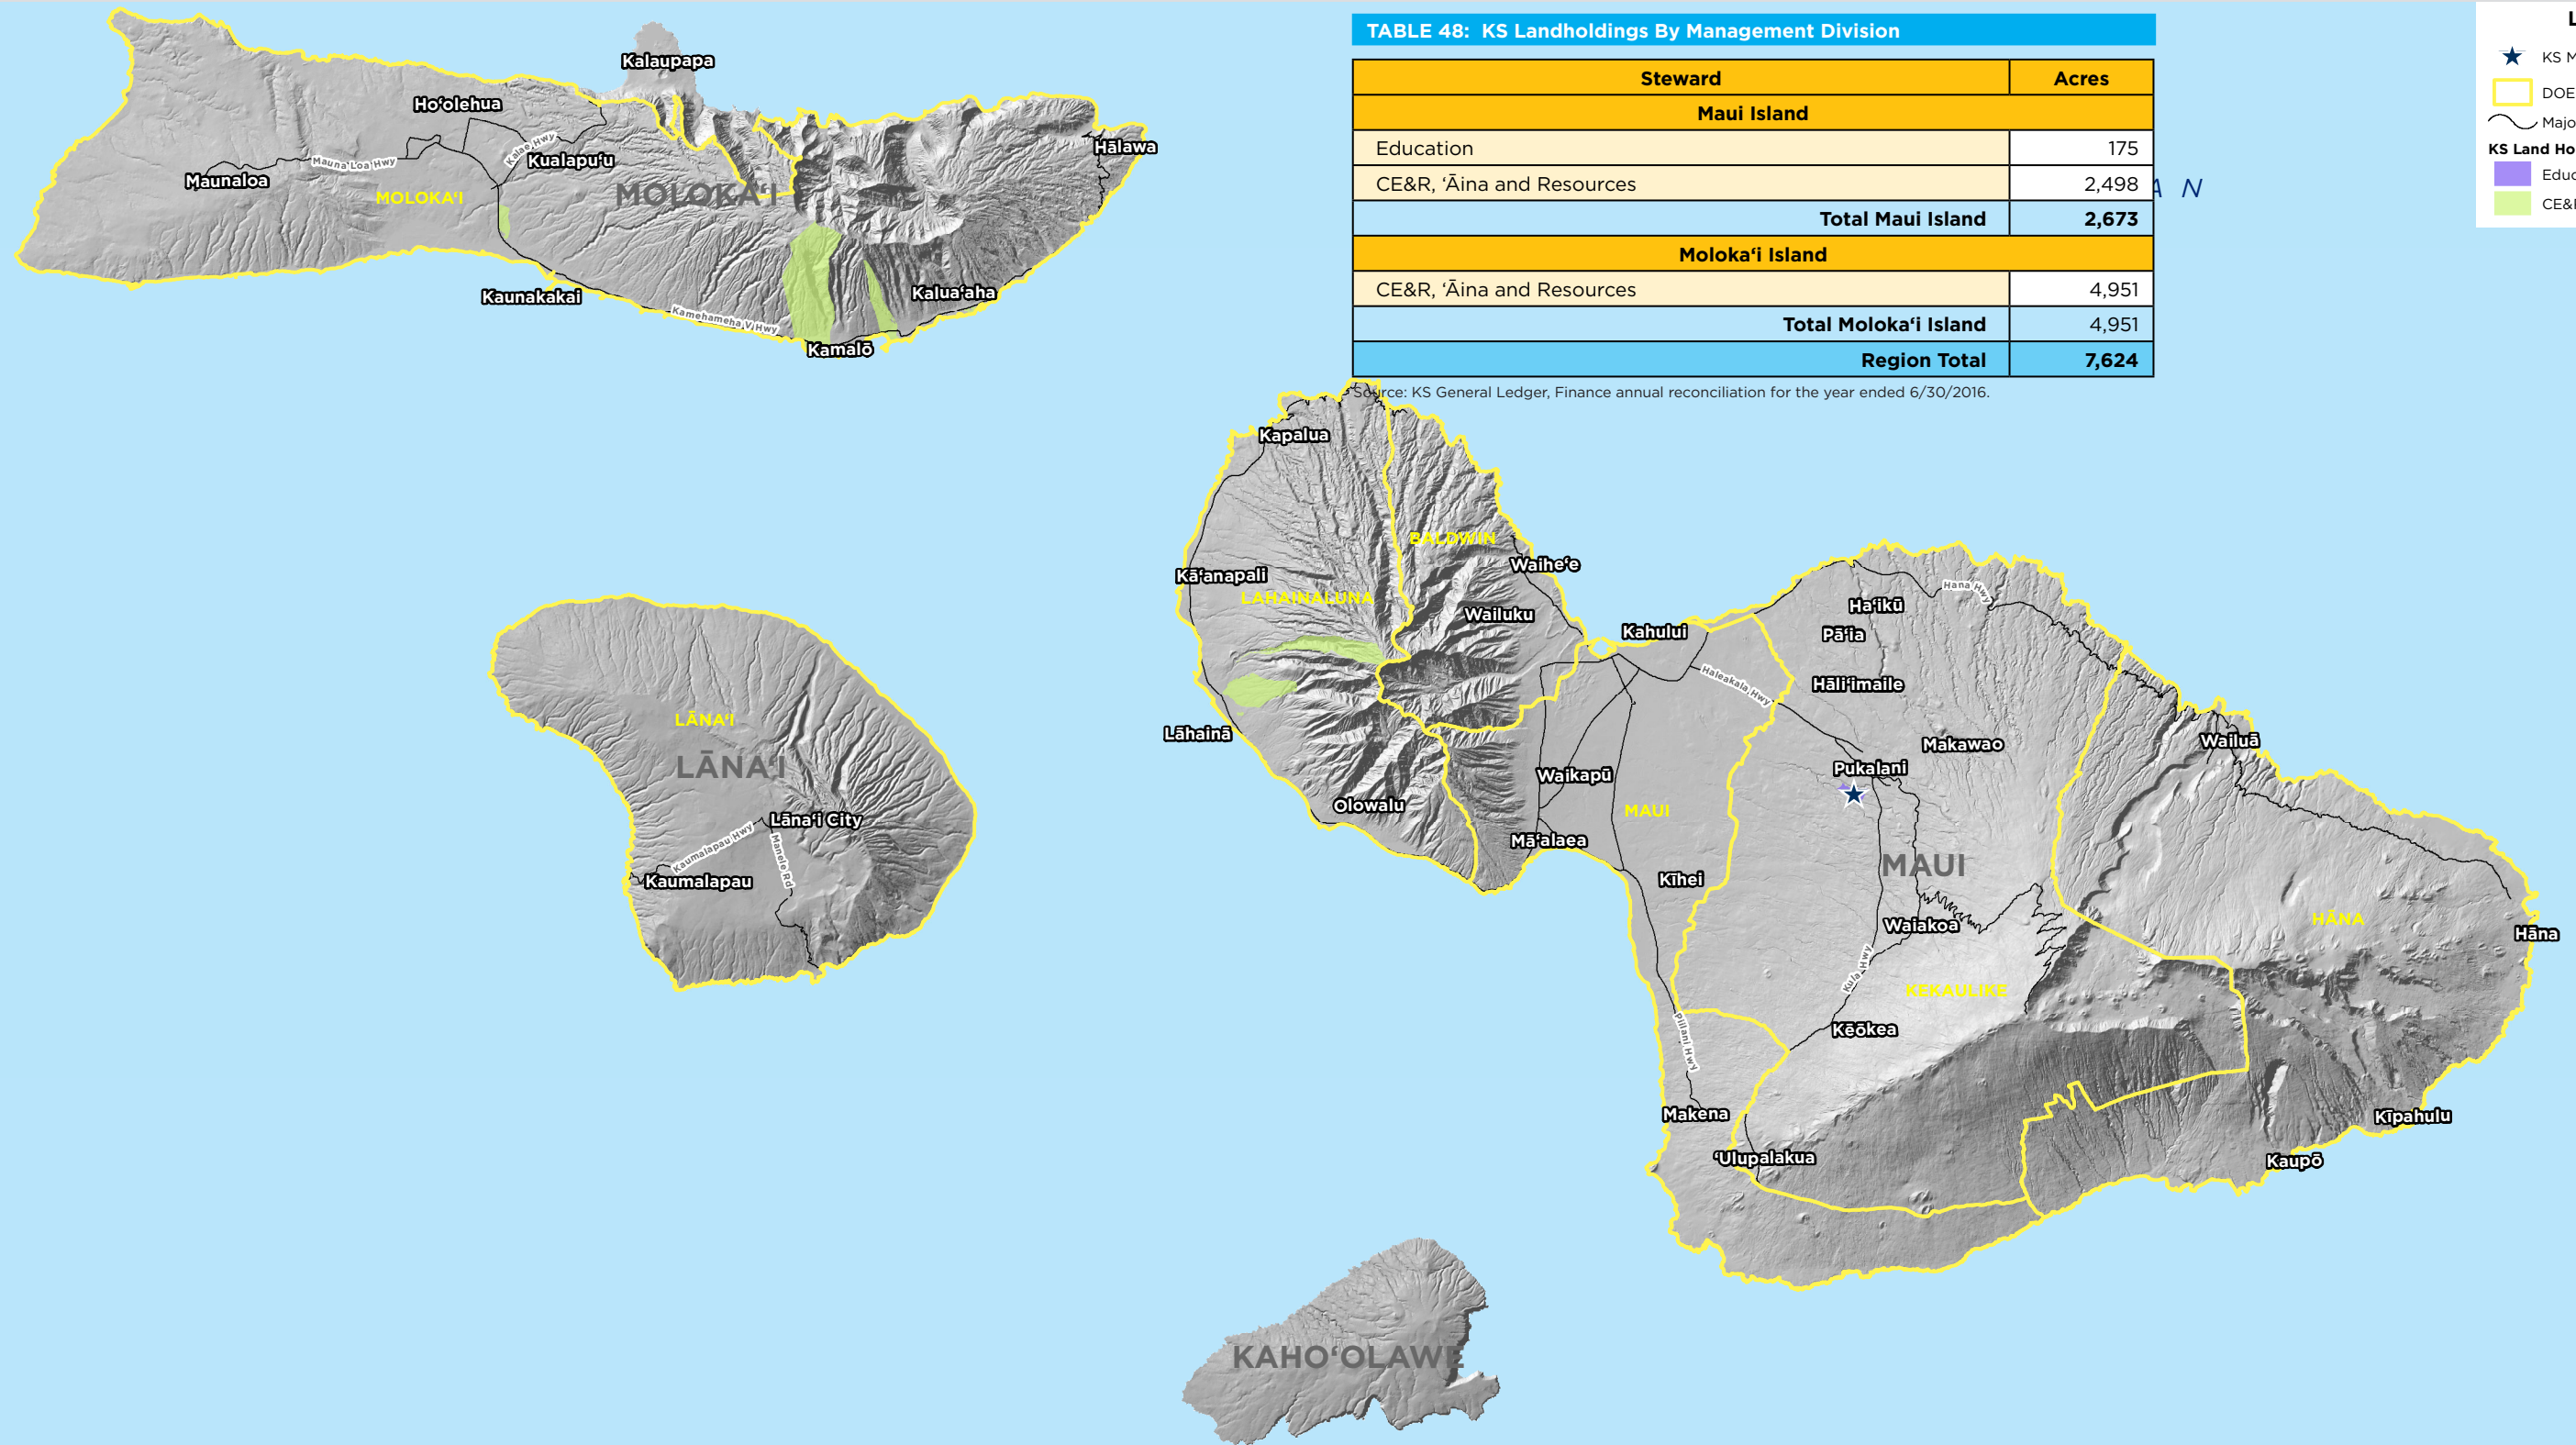 TABLE 48: KS Landholdings By Management Division
Steward Acres
Maui Island
Education 175
CE&R, ʻĀina and Resources 2,498
Total Maui Island 2,673
Molokaʻi Island
CE&R, ʻĀina and Resources 4,951
Total Molokaʻi Island 4,951
Region Total 7,624
Source: KS General Ledger, Finance annual reconciliation for the year ended 6/30/2016.
A N
KS
DOE
KS Land
Kalaupapa
Hoʻolehua
Kalae Hwy
Kualapuʻu
Mauna Loa Hwy
Maunaloa
MOLOKAʻI
MOLOKAʻI
Hālawa
Kaunakakai
Kamehameha V Hwy
Kaluaʻaha
Kamalō
Kapalua
BALDWIN
Waiheʻe
Kāʻanapali
LAHAINALUNA
Wailuku
Kahului
Hana Hwy
Haʻikū
Pāʻia
Haleakala Hwy
Hāliʻimaile
Lāhainā
Makawao
Wailuā
Pukalani
Waikapū
Olowalu
MAUI
Māʻalaea
MAUI
Kīhei
Waiakoa
HĀNA
Hāna
Kula Hwy
KEKAULIKE
Kēōkea
Piilani Hwy
Makena
Kīpahulu
ʻUlupalakua
Kaupō
LĀNAʻI
LĀNAʻI
Lānaʻi City
Kaumalapau Hwy
Manele Rd
Kaumalapau
KAHOʻOLAWE